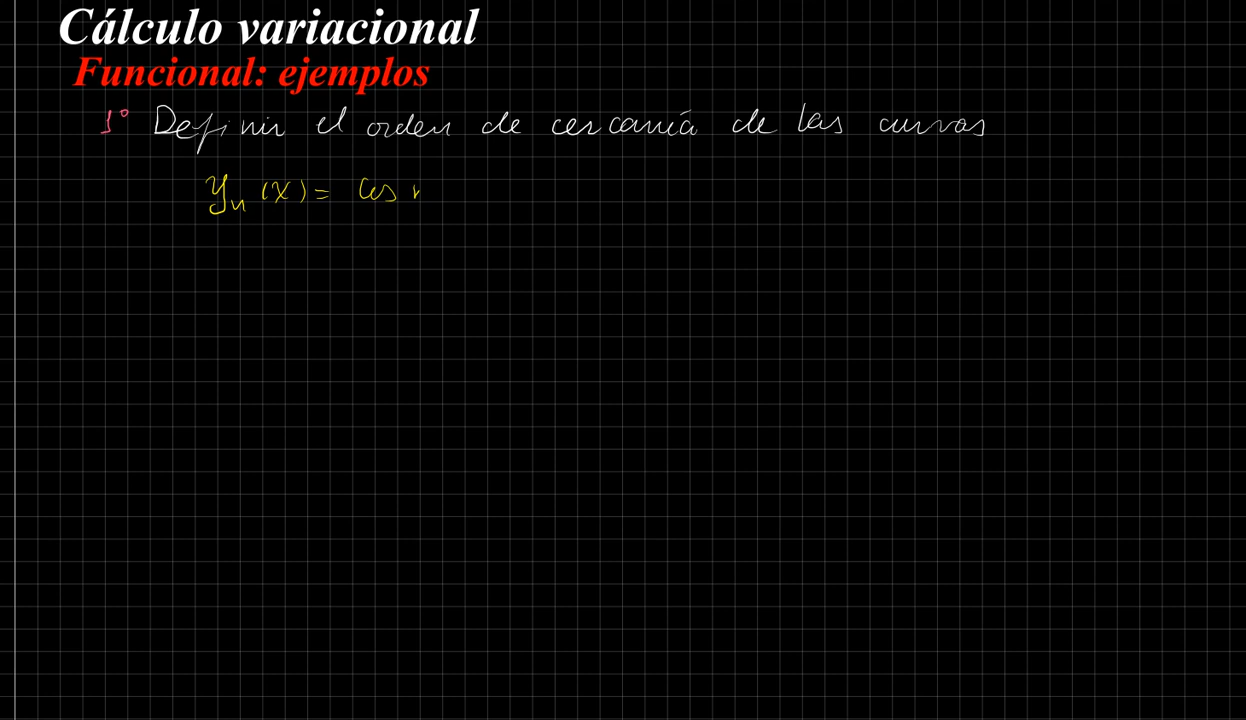 Cálculo variacional
Funcional: ejemplos
1° Definir el orden de cercanía de las curvas
yₙ(x) = cos